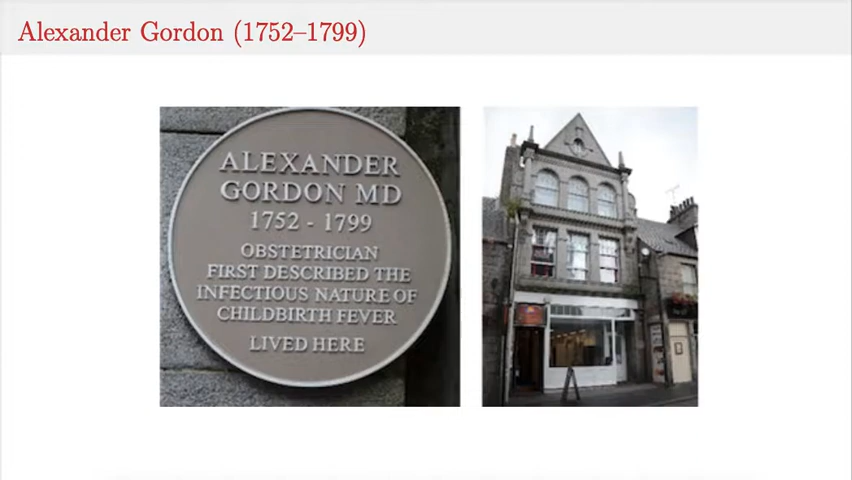 Alexander Gordon (1752–1799)
ALEXANDER
GORDON MD
1752 - 1799
OBSTETRICIAN
FIRST DESCRIBED THE
INFECTIOUS NATURE OF
CHILDBIRTH FEVER
LIVED HERE